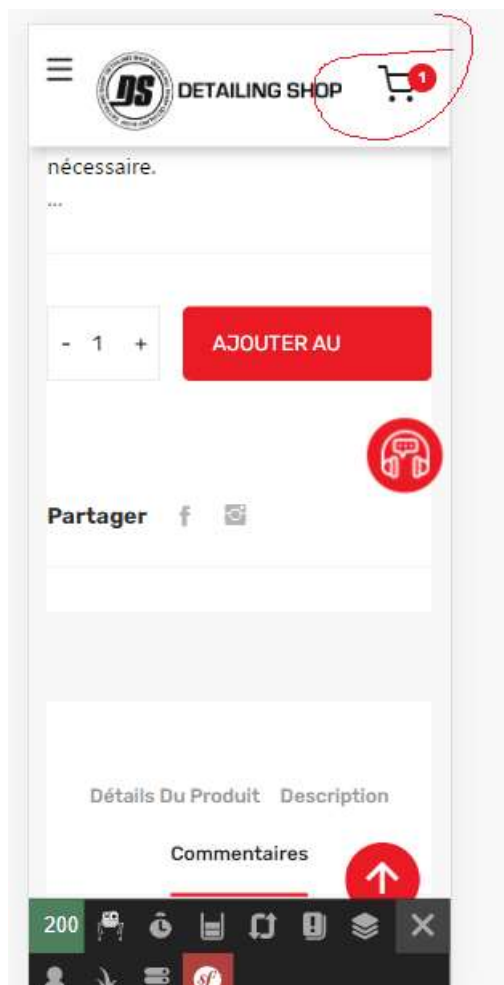 DS DETAILING SHOP 1
nécessaire.
...
- 1 + AJOUTER AU
Partager
Détails Du Produit Description
Commentaires
200
sf